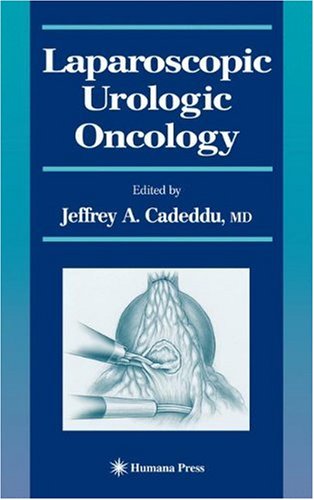 Laparoscopic
Urologic
Oncology
Edited by
Jeffrey A. Cadeddu, MD
Humana Press